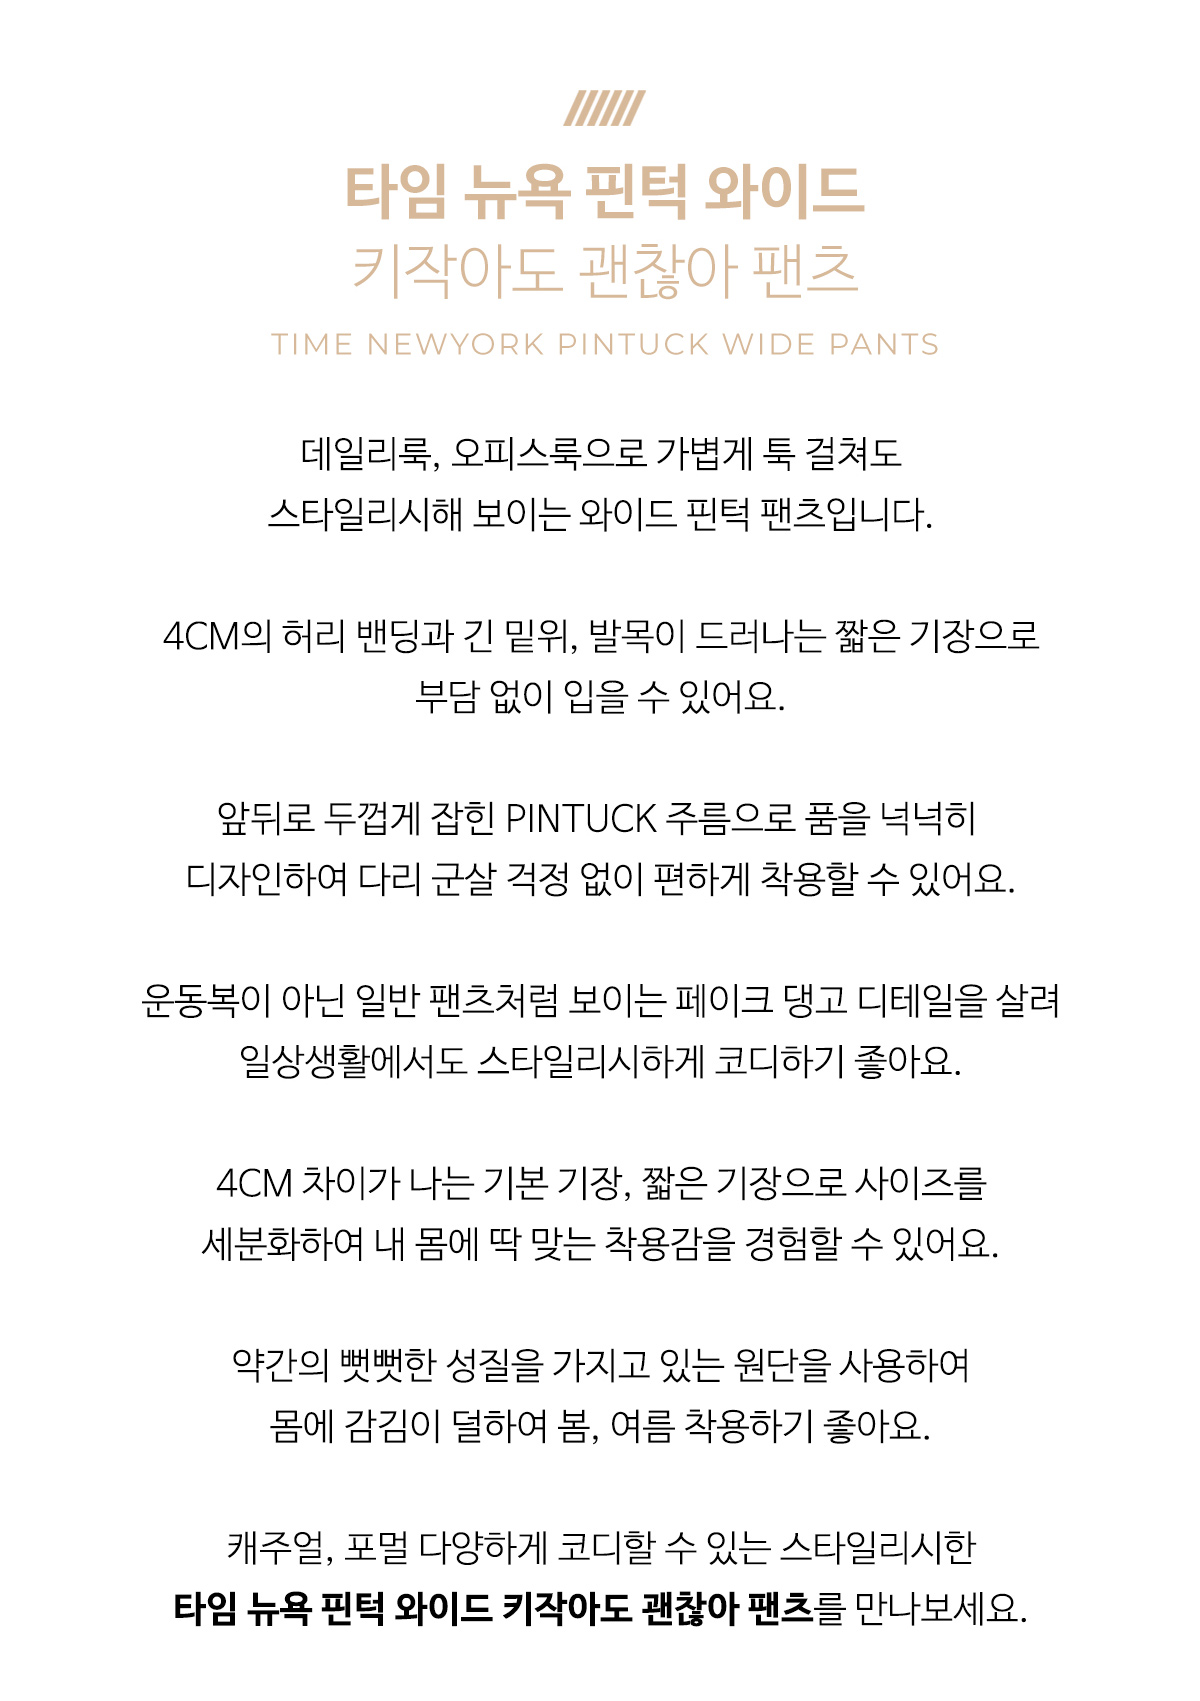 타임 뉴욕 핀턱 와이드
키작아도 괜찮아 팬츠
TIME NEWYORK PINTUCK WIDE PANTS
데일리룩, 오피스룩으로 가볍게 툭 걸쳐도
스타일리시해 보이는 와이드 핀턱 팬츠입니다.
4CM의 허리 밴딩과 긴 밑위, 발목이 드러나는 짧은 기장으로
부담 없이 입을 수 있어요.
앞뒤로 두껍게 잡힌 PINTUCK 주름으로 품을 넉넉히
디자인하여 다리 군살 걱정 없이 편하게 착용할 수 있어요.
운동복이 아닌 일반 팬츠처럼 보이는 페이크 댕고 디테일을 살려
일상생활에서도 스타일리시하게 코디하기 좋아요.
4CM 차이가 나는 기본 기장, 짧은 기장으로 사이즈를
세분화하여 내 몸에 딱 맞는 착용감을 경험할 수 있어요.
약간의 뻣뻣한 성질을 가지고 있는 원단을 사용하여
몸에 감김이 덜하여 봄, 여름 착용하기 좋아요.
캐주얼, 포멀 다양하게 코디할 수 있는 스타일리시한
타임 뉴욕 핀턱 와이드 키작아도 괜찮아 팬츠를 만나보세요.